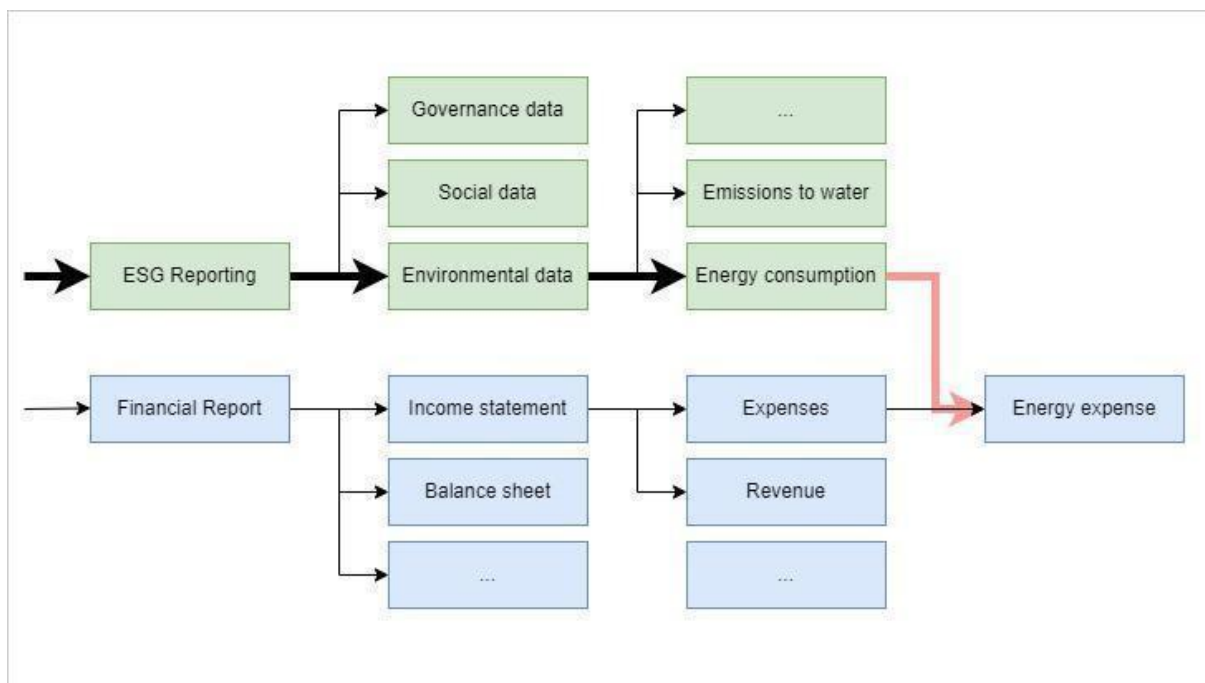 Governance data
...
Social data
Emissions to water
ESG Reporting
Environmental data
Energy consumption
Financial Report
Income statement
Expenses
Energy expense
Balance sheet
Revenue
...
...